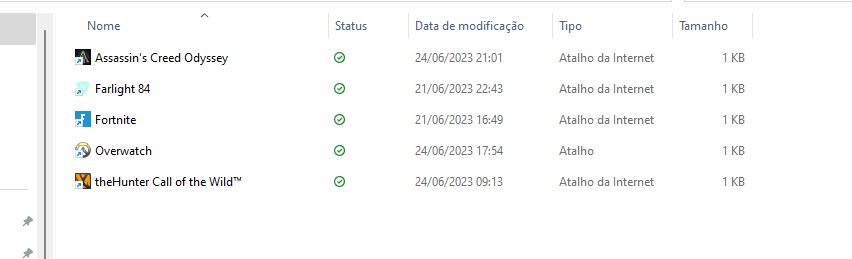 Nome Status Data de modificação Tipo Tamanho
Assassin's Creed Odyssey 24/06/2023 21:01 Atalho da Internet 1 KB
Farlight 84 21/06/2023 22:43 Atalho da Internet 1 KB
Fortnite 21/06/2023 16:49 Atalho da Internet 1 KB
Overwatch 24/06/2023 17:54 Atalho 1 KB
theHunter Call of the Wild™ 24/06/2023 09:13 Atalho da Internet 1 KB